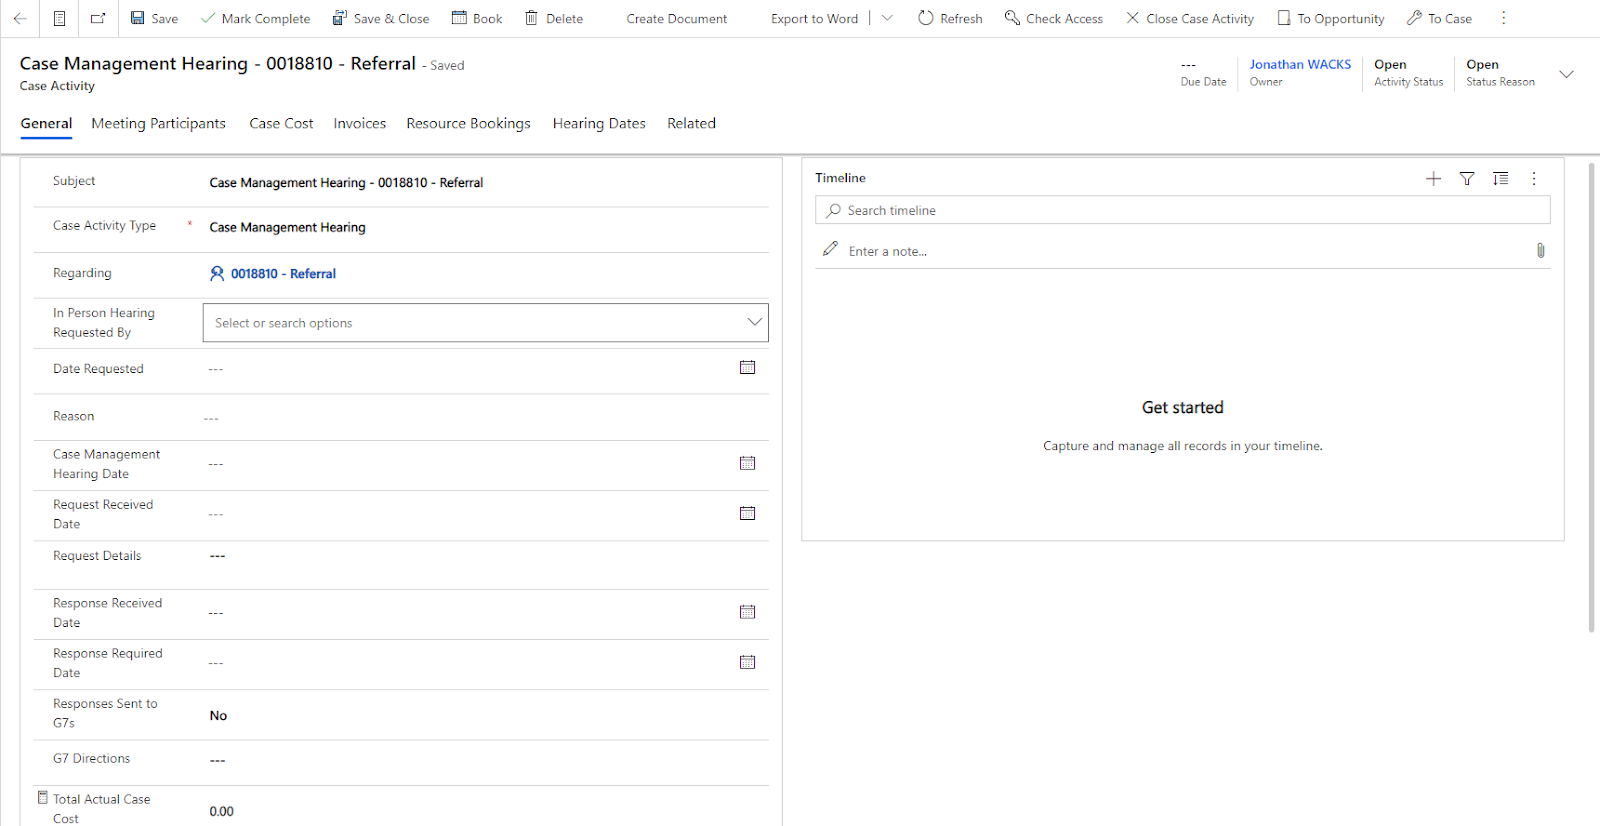 Save
Mark Complete
Save & Close
Book
Delete
Create Document
Export to Word
Refresh
Check Access
Close Case Activity
To Opportunity
To Case
Case Management Hearing - 0018810 - Referral - Saved
Case Activity
---
Due Date
Jonathan WACKS
Owner
Open
Activity Status
Open
Status Reason
General
Meeting Participants
Case Cost
Invoices
Resource Bookings
Hearing Dates
Related
Subject
Case Management Hearing - 0018810 - Referral
Case Activity Type *
Case Management Hearing
Regarding
0018810 - Referral
In Person Hearing
Requested By
Select or search options
Date Requested
---
Reason
---
Case Management
Hearing Date
---
Request Received
Date
---
Request Details
---
Response Received
Date
---
Response Required
Date
---
Responses Sent to
G7s
No
G7 Directions
---
Total Actual Case
Cost
0.00
Timeline
Search timeline
Enter a note...
Get started
Capture and manage all records in your timeline.